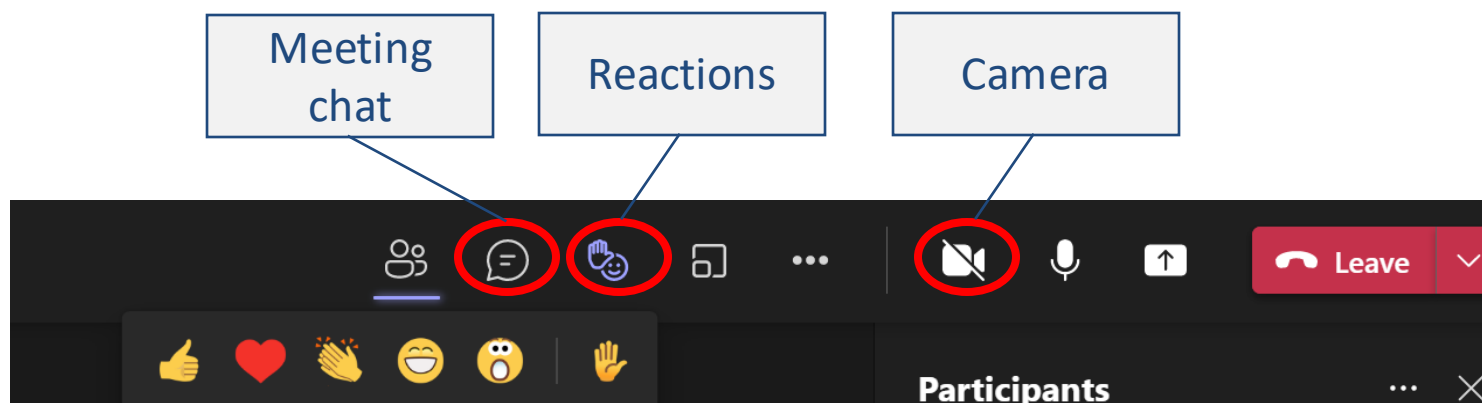 Meeting
chat
Reactions
Camera
Leave
Participants